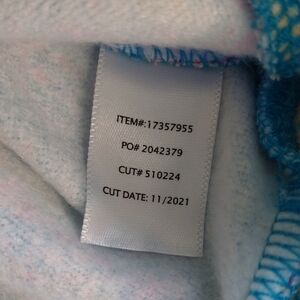 ITEM#:17357955
PO# 2042379
CUT# 510224
CUT DATE: 11/2021